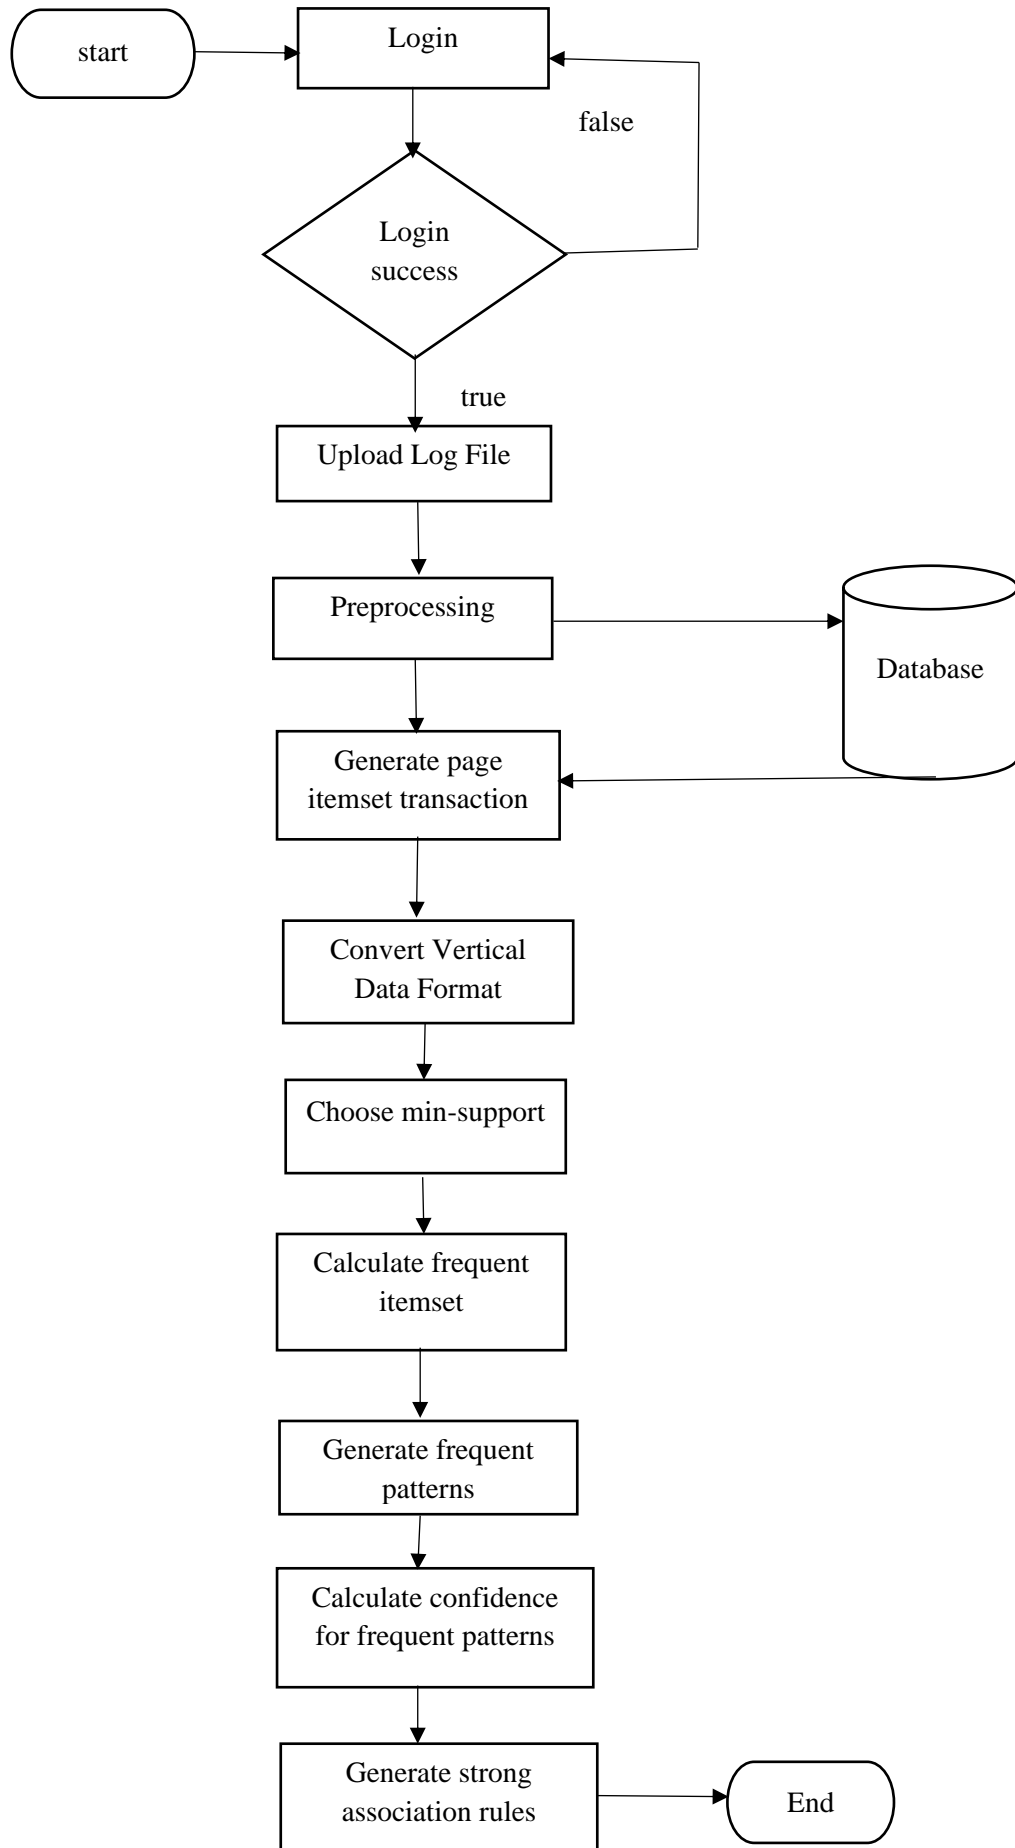 start
Login
false
Login
success
true
Upload Log File
Preprocessing
Database
Generate page
itemset transaction
Convert Vertical
Data Format
Choose min-support
Calculate frequent
itemset
Generate frequent
patterns
Calculate confidence
for frequent patterns
Generate strong
association rules
End